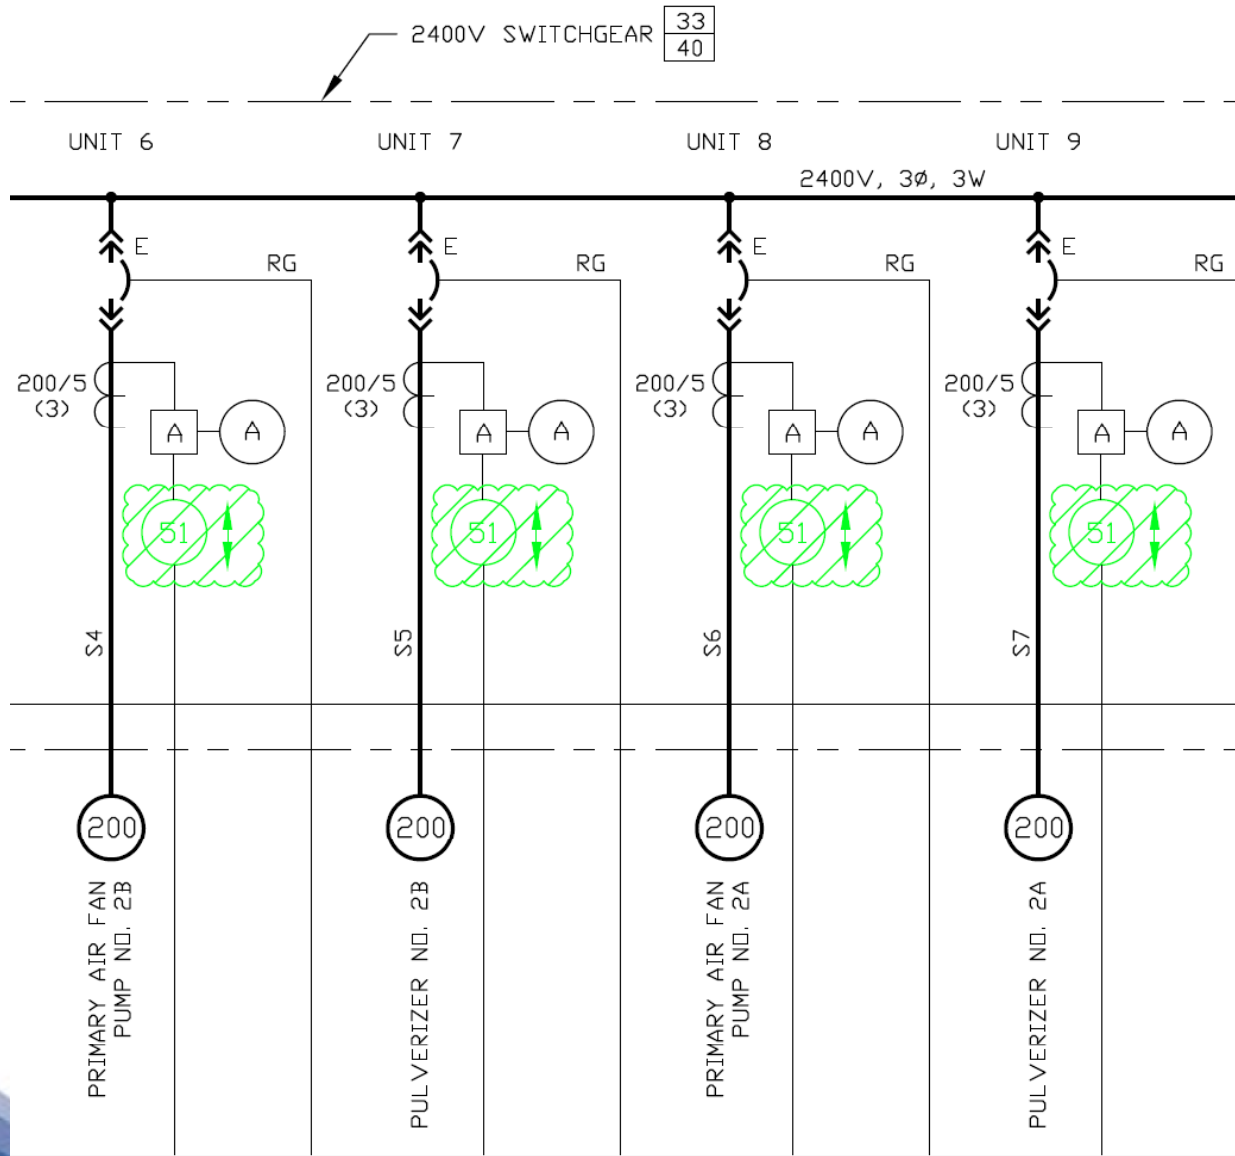 2400V SWITCHGEAR 33
40
UNIT 6 UNIT 7 UNIT 8 UNIT 9
2400V, 3Ø, 3W
E E E E
RG RG RG RG
200/5 200/5 200/5 200/5
(3) (3) (3) (3)
A A A A A A A A
51 51 51 51
S4 S5 S6 S7
200 200 200 200
PRIMARY AIR FAN
PUMP NO. 2B
PULVERIZER NO. 2B
PRIMARY AIR FAN
PUMP NO. 2A
PULVERIZER NO. 2A